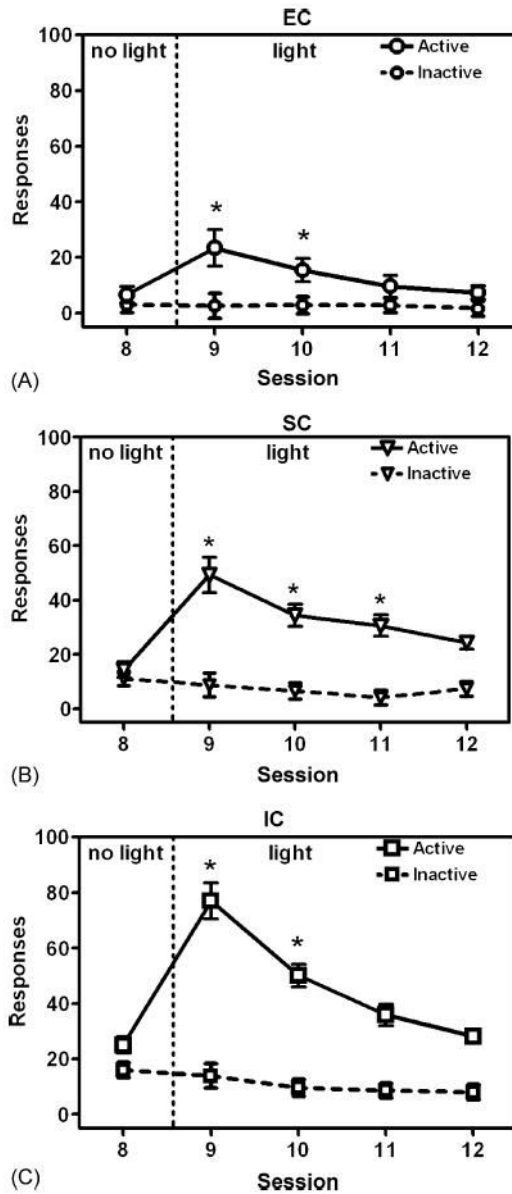 EC
no light light Active
Inactive
100
80
60
40
20
0
Responses
* *
8 9 10 11 12
Session
(A)
SC
no light light Active
Inactive
100
80
60
40
20
0
Responses
* * *
8 9 10 11 12
Session
(B)
IC
no light light Active
Inactive
100
80
60
40
20
0
Responses
* *
8 9 10 11 12
Session
(C)